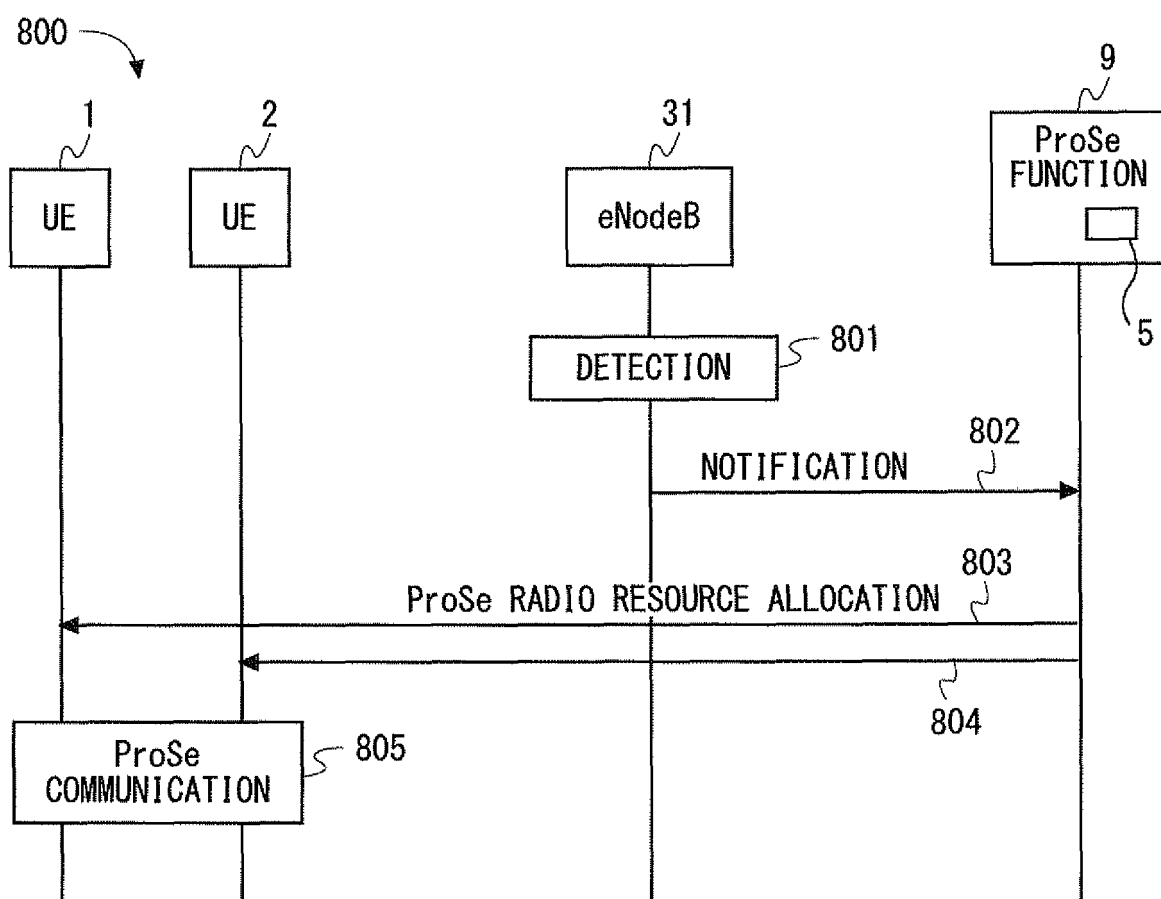 800
1
2
31
9
UE
UE
eNodeB
ProSe
FUNCTION
5
DETECTION
801
NOTIFICATION
802
ProSe RADIO RESOURCE ALLOCATION
803
804
ProSe
COMMUNICATION
805